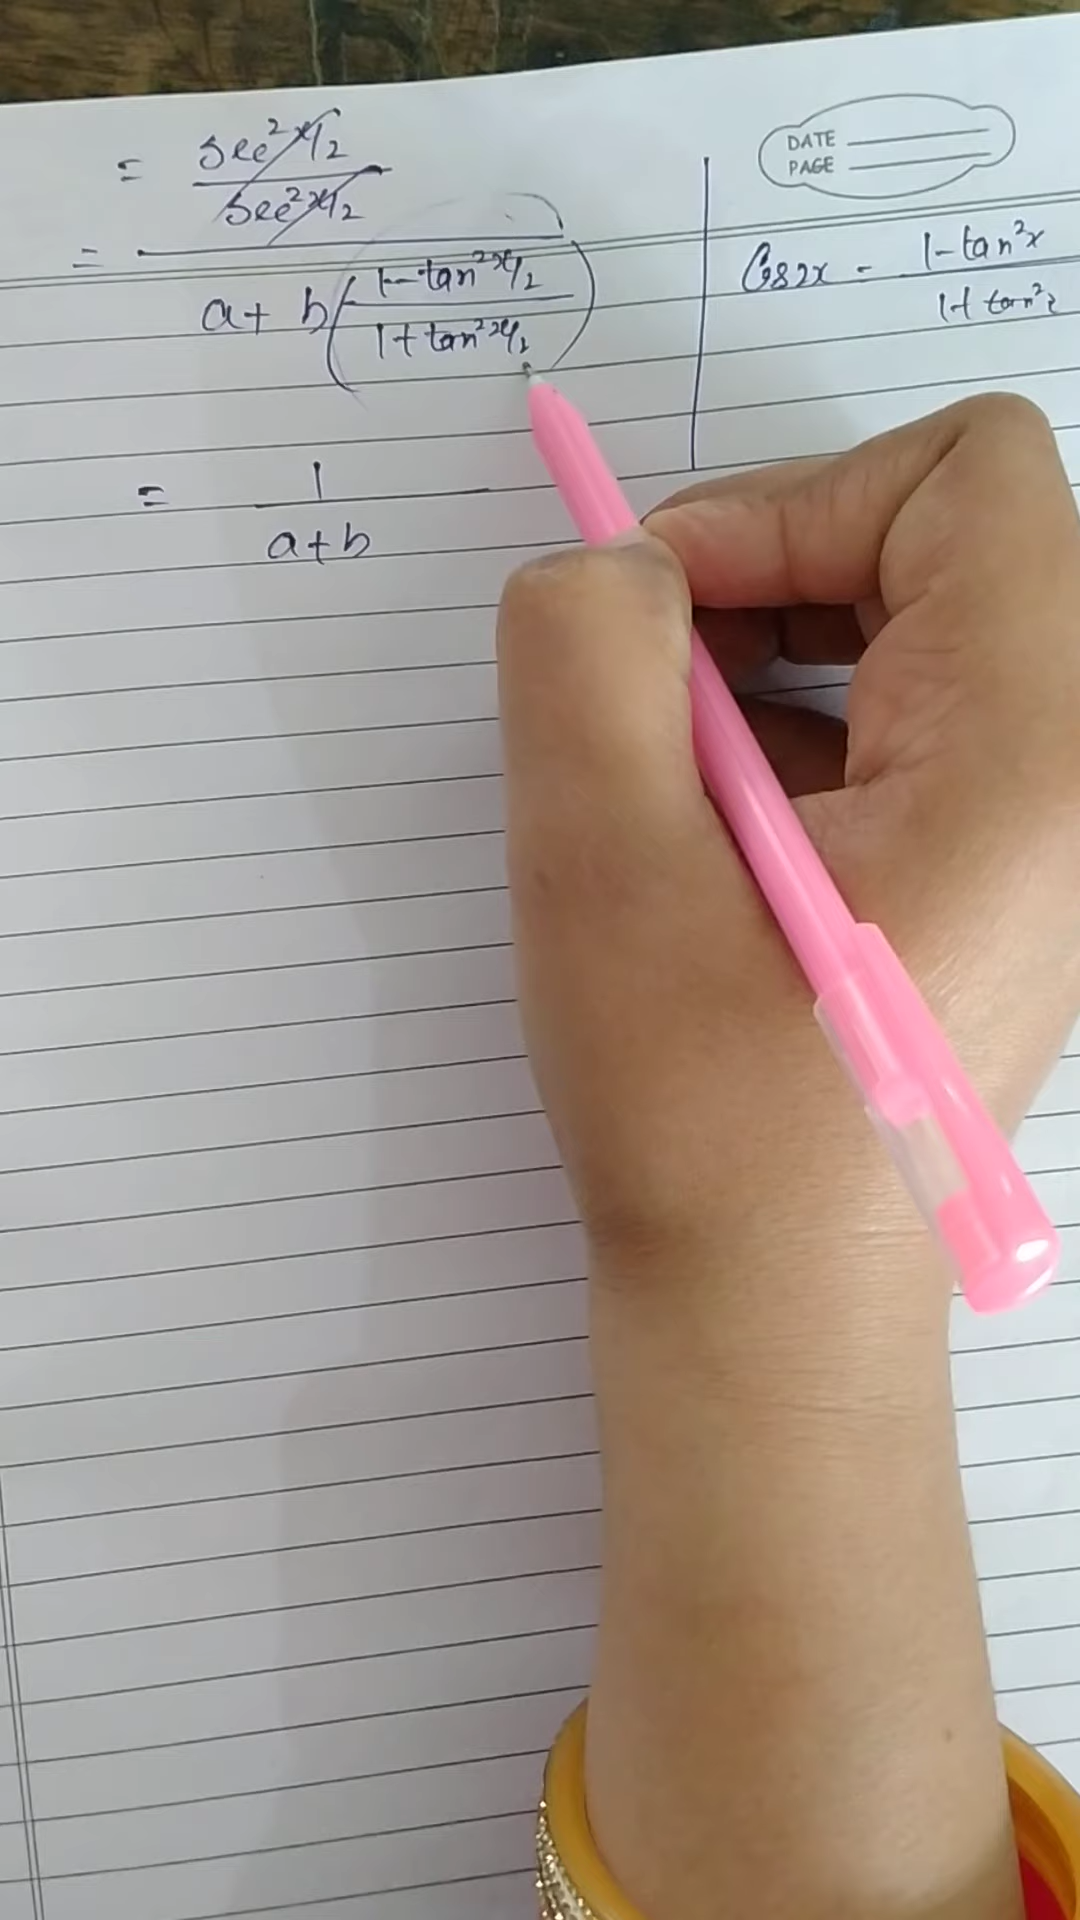 = sec²x/2
sec²x/2
=
a+ b(1-tan²x/2
1+tan²x/2)
= 1
a+b
DATE
PAGE
Cos2x = 1-tan²x
1+tan²x